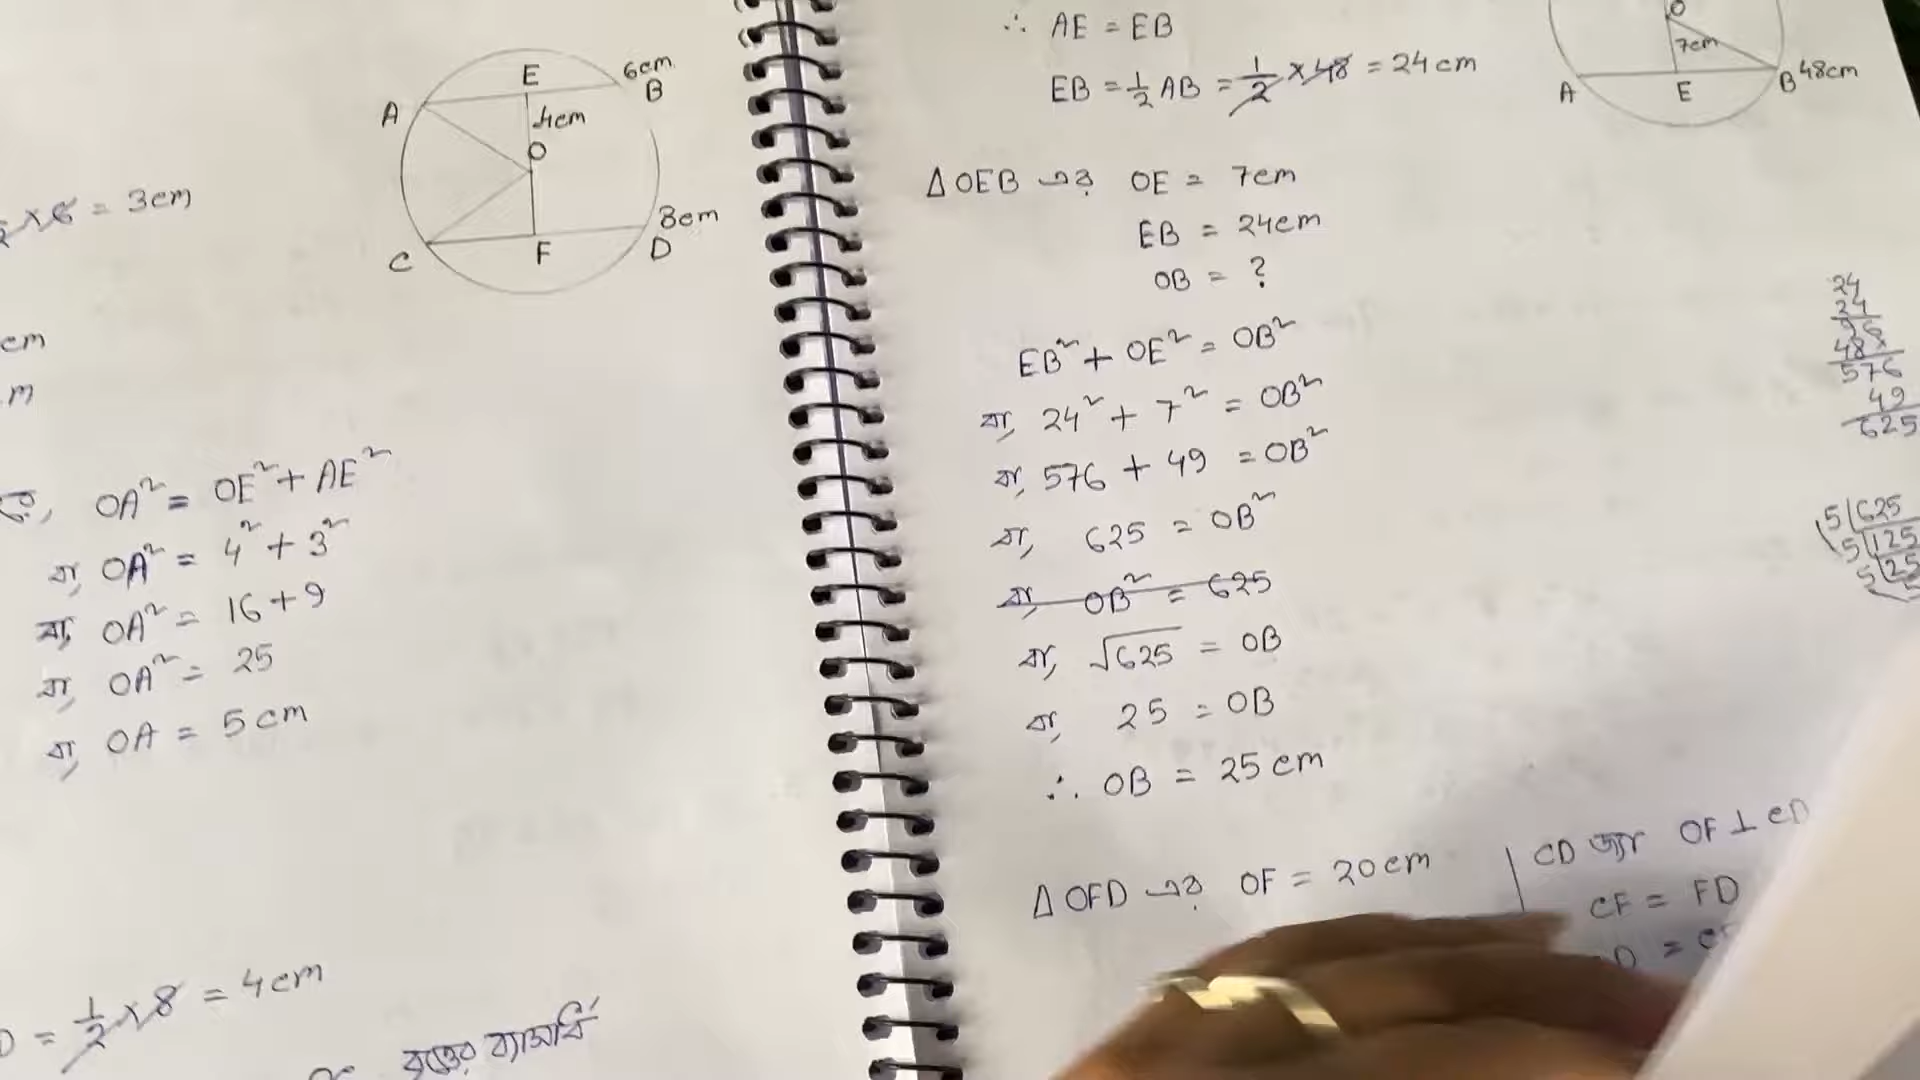 E
6cm
B
A
4cm
O
8cm
D
C
F
× 6 = 3cm
cm
m
OA² = OE² + AE²
বা, OA² = 4² + 3²
বা, OA² = 16 + 9
বা, OA² = 25
বা, OA = 5 cm
= 1/2 × 8 = 4cm
বৃত্তের ব্যাসার্ধ
∴ AE = EB
EB = 1/2 AB = 1/2 × 48 = 24 cm
O
7cm
A
E
B 48cm
Δ OEB এর OE = 7cm
EB = 24cm
OB = ?
EB² + OE² = OB²
বা, 24² + 7² = OB²
বা, 576 + 49 = OB²
বা, 625 = OB²
বা, OB² = 625
বা, √625 = OB
বা, 25 = OB
∴ OB = 25 cm
24
24
96
48×
576
49
625
5 625
5 125
5 25
5
Δ OFD এর OF = 20cm
CD জ্যা OF ⊥ CD
CF = FD